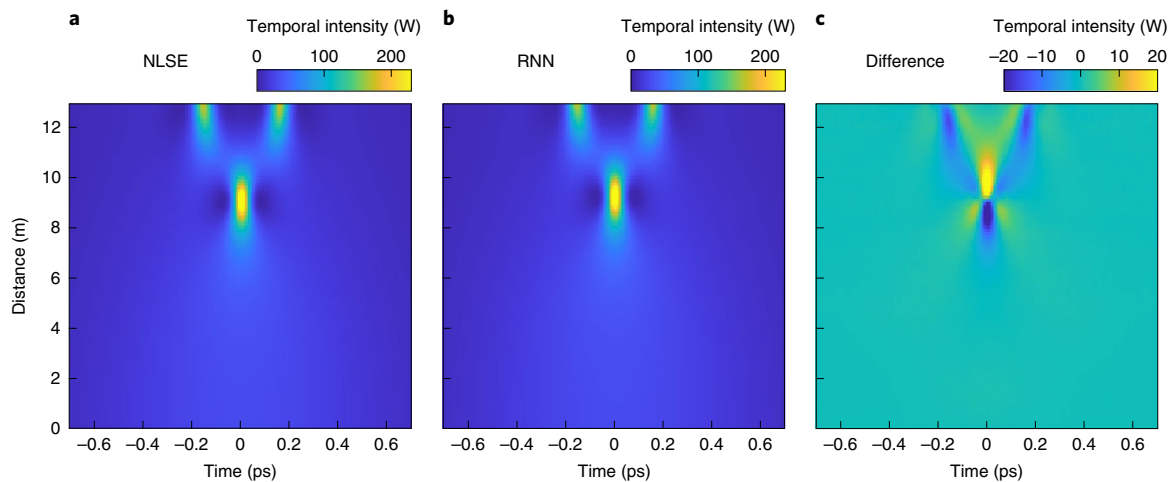 a
Temporal intensity (W)
NLSE
0 100 200
b
Temporal intensity (W)
RNN
0 100 200
c
Temporal intensity (W)
Difference
−20 −10 0 10 20
Distance (m)
12
10
8
6
4
2
0
−0.6 −0.4 −0.2 0 0.2 0.4 0.6
Time (ps)
−0.6 −0.4 −0.2 0 0.2 0.4 0.6
Time (ps)
−0.6 −0.4 −0.2 0 0.2 0.4 0.6
Time (ps)